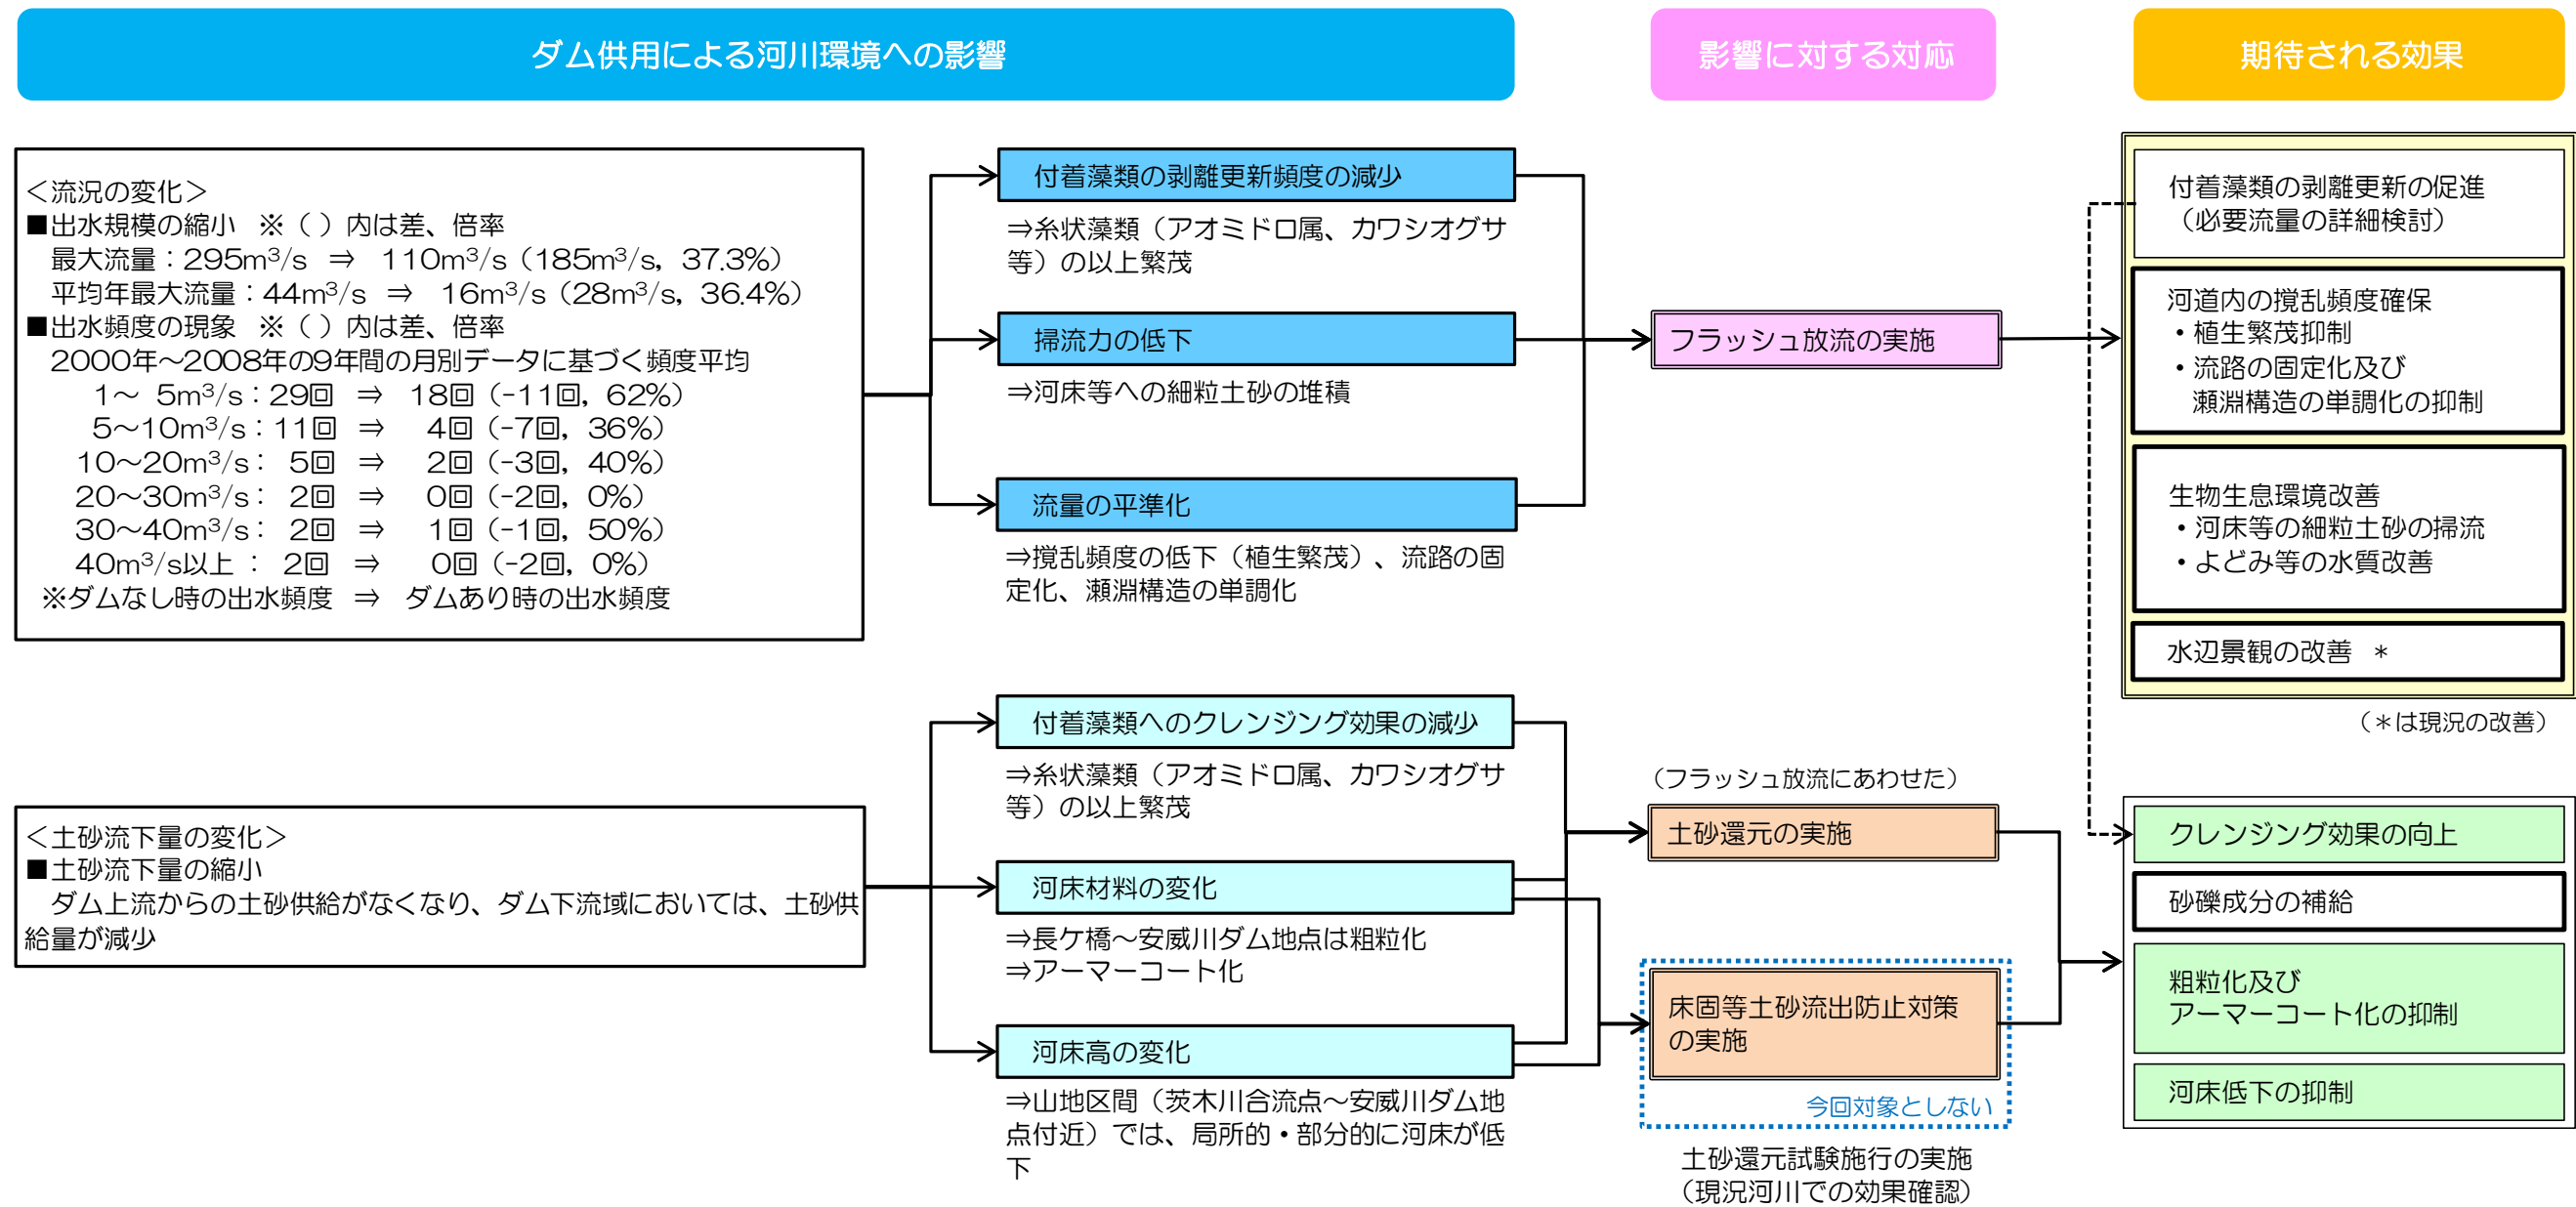 ダム供用による河川環境への影響
影響に対する対応
期待される効果
＜流況の変化＞
■出水規模の縮小　※（ ）内は差、倍率
最大流量：295m³/s ⇒ 110m³/s（185m³/s，37.3%）
平均年最大流量：44m³/s ⇒ 16m³/s（28m³/s，36.4%）
■出水頻度の現象　※（ ）内は差、倍率
2000年～2008年の9年間の月別データに基づく頻度平均
1～ 5m³/s：29回 ⇒ 18回（-11回，62%）
5～10m³/s：11回 ⇒ 4回（-7回，36%）
10～20m³/s： 5回 ⇒ 2回（-3回，40%）
20～30m³/s： 2回 ⇒ 0回（-2回，0%）
30～40m³/s： 2回 ⇒ 1回（-1回，50%）
40m³/s以上 ： 2回 ⇒ 0回（-2回，0%）
※ダムなし時の出水頻度 ⇒ ダムあり時の出水頻度
付着藻類の剥離更新頻度の減少
⇒糸状藻類（アオミドロ属、カワシオグサ
等）の以上繁茂
掃流力の低下
⇒河床等への細粒土砂の堆積
流量の平準化
⇒撹乱頻度の低下（植生繁茂）、流路の固
定化、瀬淵構造の単調化
フラッシュ放流の実施
付着藻類の剥離更新の促進
（必要流量の詳細検討）
河道内の撹乱頻度確保
・植生繁茂抑制
・流路の固定化及び
瀬淵構造の単調化の抑制
生物生息環境改善
・河床等の細粒土砂の掃流
・よどみ等の水質改善
水辺景観の改善 ＊
（＊は現況の改善）
＜土砂流下量の変化＞
■土砂流下量の縮小
ダム上流からの土砂供給がなくなり、ダム下流域においては、土砂供
給量が減少
付着藻類へのクレンジング効果の減少
⇒糸状藻類（アオミドロ属、カワシオグサ
等）の以上繁茂
河床材料の変化
⇒長ケ橋～安威川ダム地点は粗粒化
⇒アーマーコート化
河床高の変化
⇒山地区間（茨木川合流点～安威川ダム地
点付近）では、局所的・部分的に河床が低
下
（フラッシュ放流にあわせた）
土砂還元の実施
床固等土砂流出防止対策
の実施
今回対象としない
土砂還元試験施行の実施
（現況河川での効果確認）
クレンジング効果の向上
砂礫成分の補給
粗粒化及び
アーマーコート化の抑制
河床低下の抑制